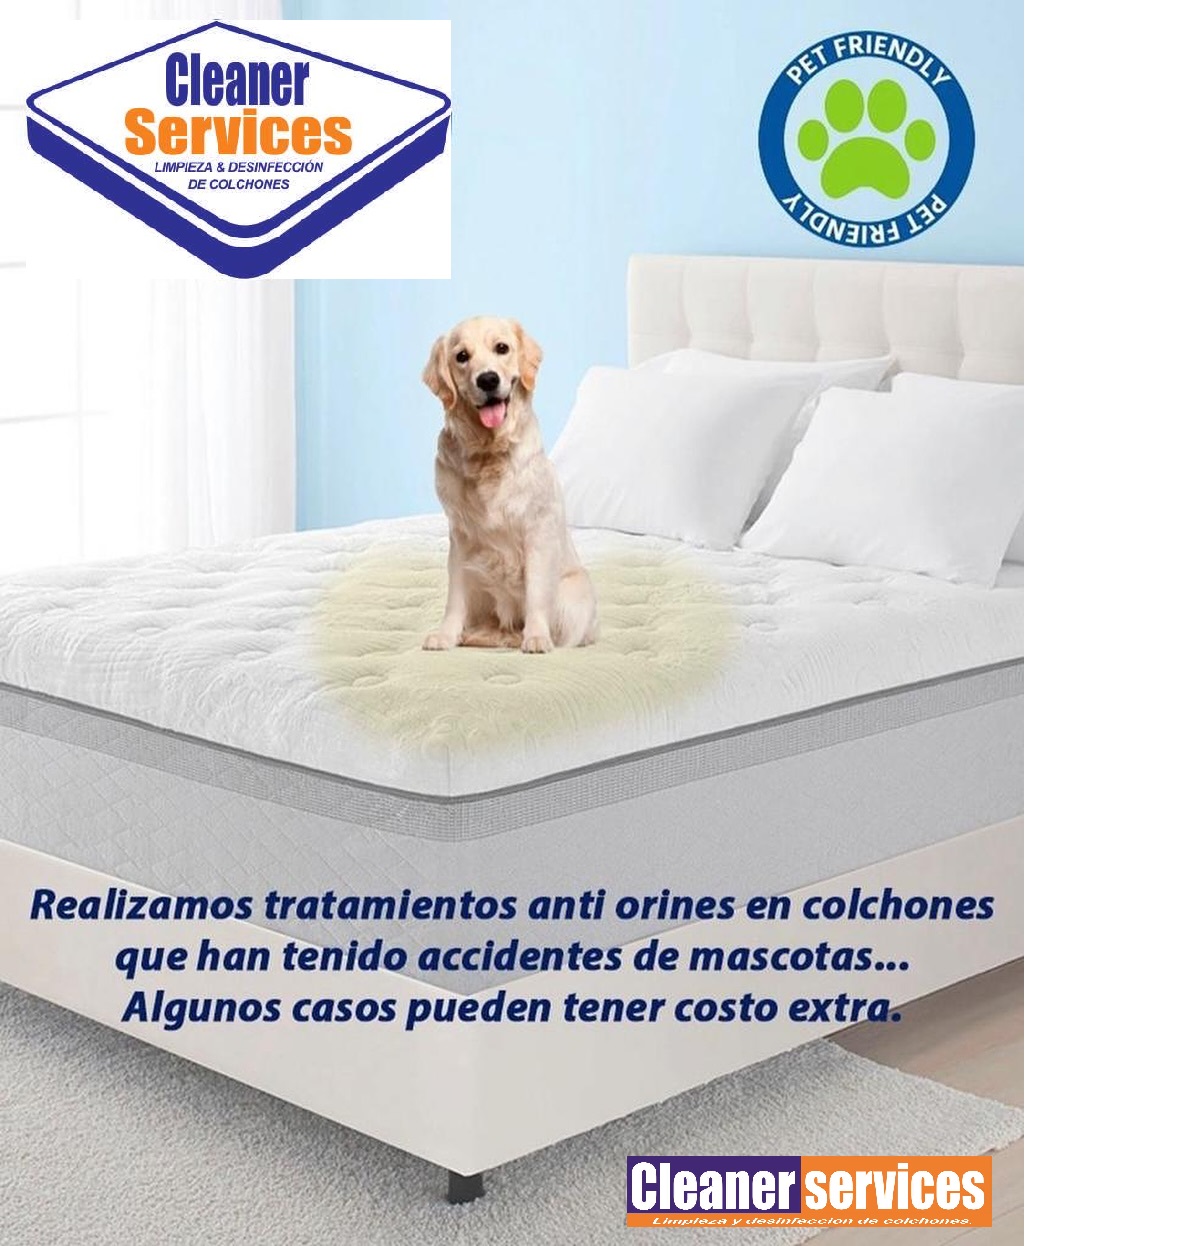 Cleaner
Services
LIMPIEZA & DESINFECCIÓN
DE COLCHONES
PET FRIENDLY
PET FRIENDLY
Realizamos tratamientos anti orines en colchones
que han tenido accidentes de mascotas...
Algunos casos pueden tener costo extra.
Cleaner services
Limpieza y desinfeccion de colchones.